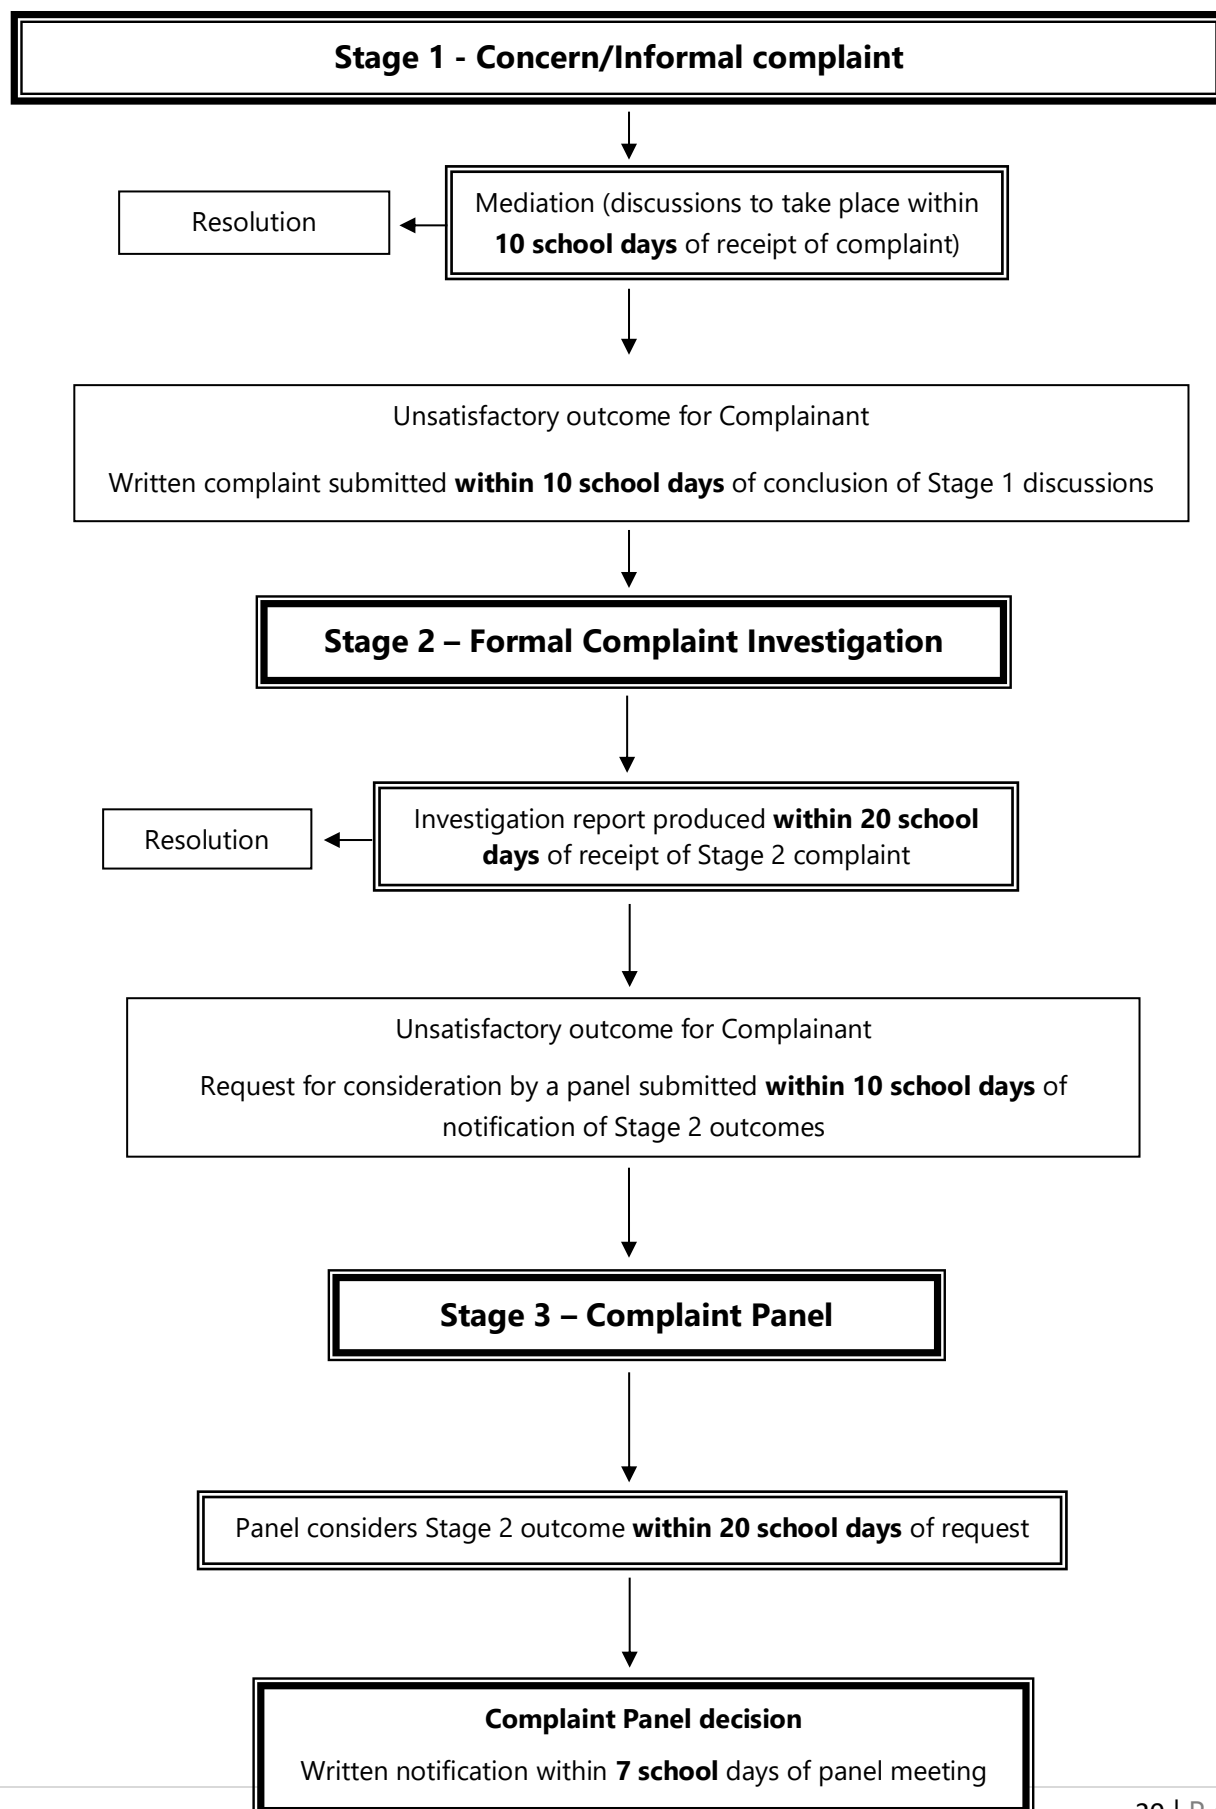 Stage 1 - Concern/Informal complaint
Mediation (discussions to take place within
10 school days of receipt of complaint)
Resolution
Unsatisfactory outcome for Complainant
Written complaint submitted within 10 school days of conclusion of Stage 1 discussions
Stage 2 – Formal Complaint Investigation
Investigation report produced within 20 school
days of receipt of Stage 2 complaint
Resolution
Unsatisfactory outcome for Complainant
Request for consideration by a panel submitted within 10 school days of
notification of Stage 2 outcomes
Stage 3 – Complaint Panel
Panel considers Stage 2 outcome within 20 school days of request
Complaint Panel decision
Written notification within 7 school days of panel meeting